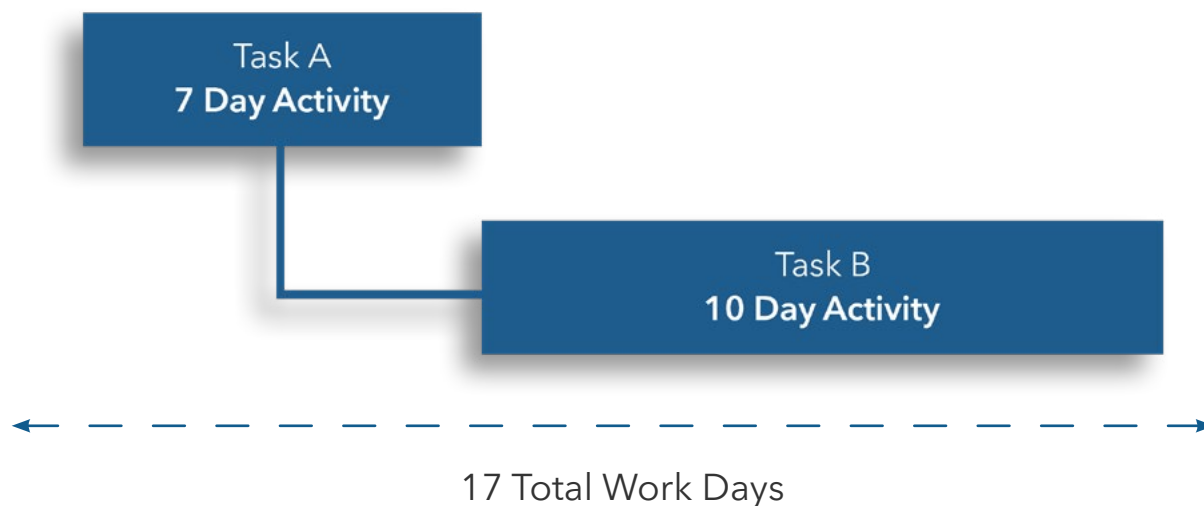 Task A
7 Day Activity
Task B
10 Day Activity
17 Total Work Days